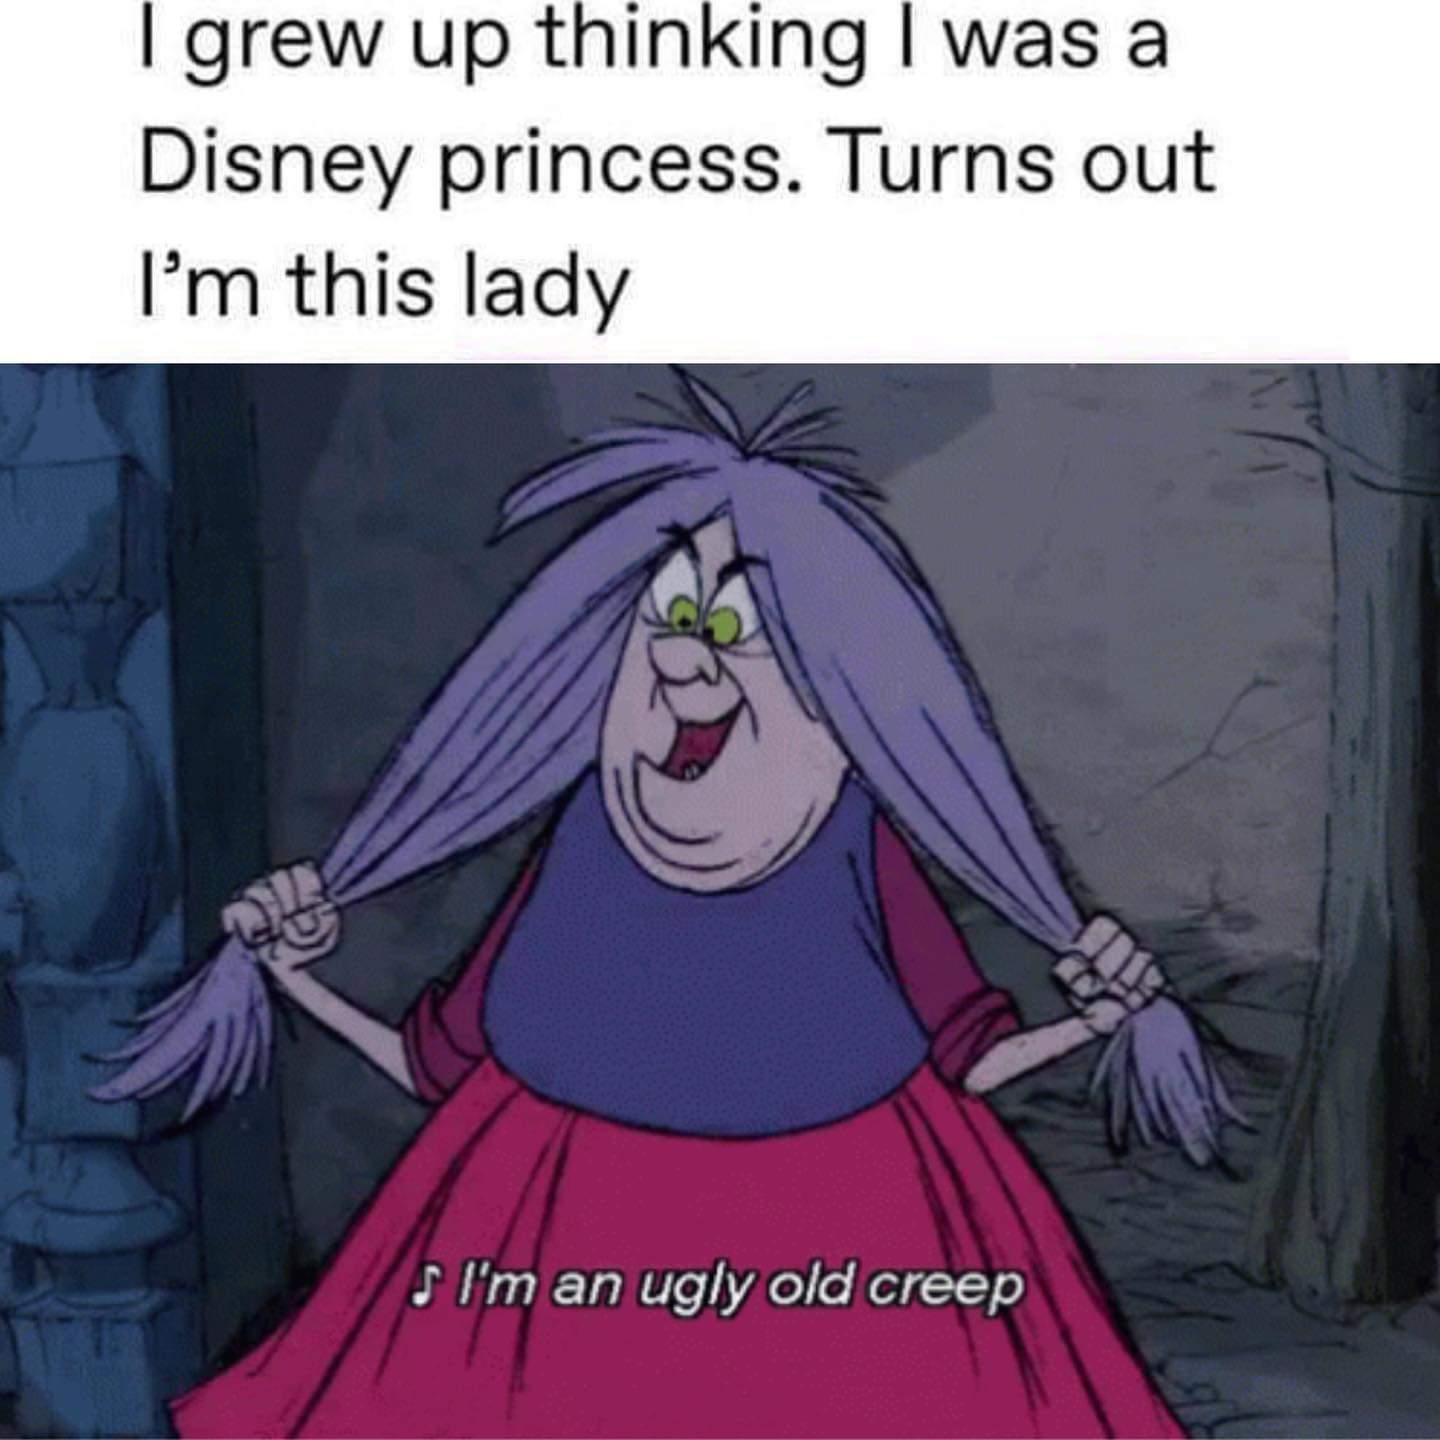 I grew up thinking I was a
Disney princess. Turns out
I’m this lady
♪ I'm an ugly old creep